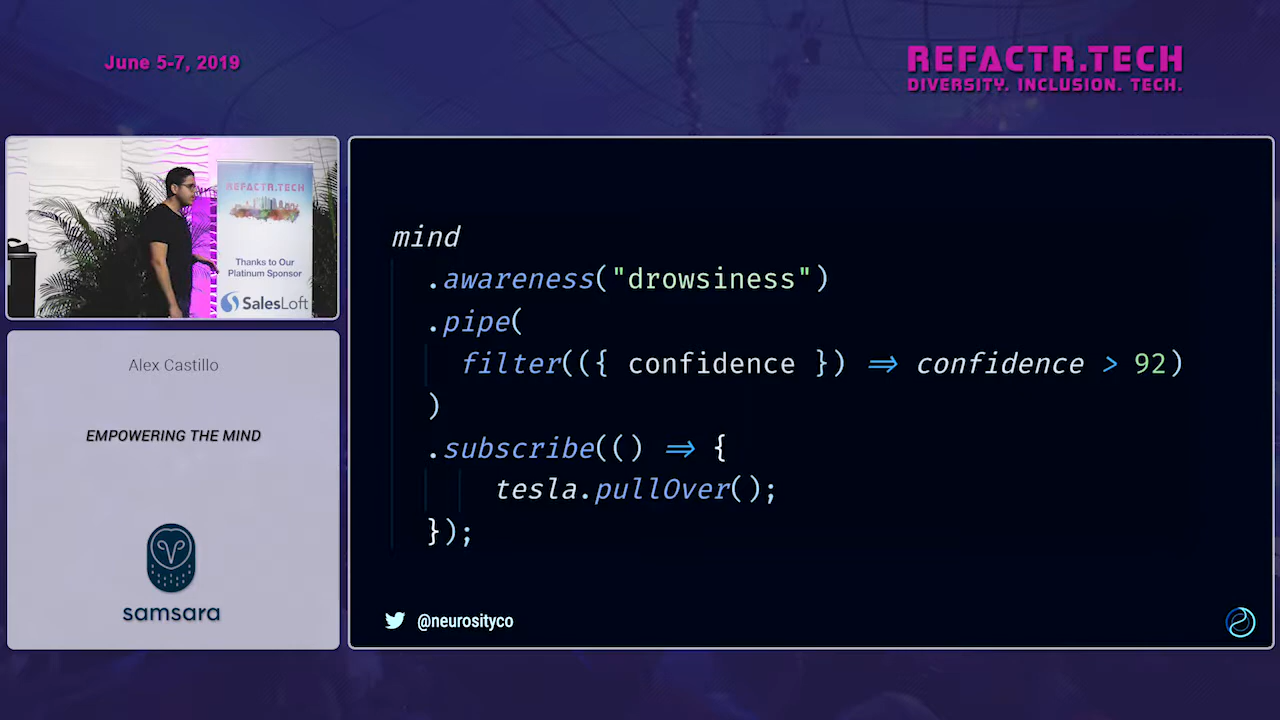 June 5-7, 2019
REFACTR.TECH
DIVERSITY. INCLUSION. TECH.
REFACTR.TECH
Thanks to Our
Platinum Sponsor
SalesLoft
Alex Castillo
EMPOWERING THE MIND
samsara
mind
.awareness("drowsiness")
.pipe(
filter(({ confidence }) => confidence > 92)
)
.subscribe(() => {
tesla.pullOver();
});
@neurosityco